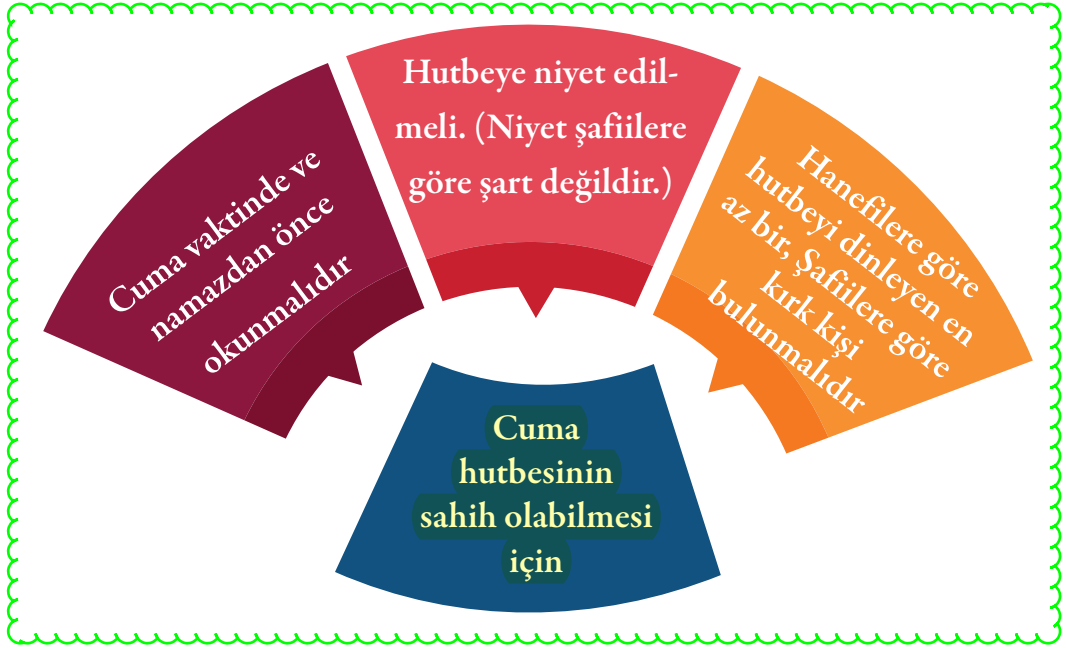 Cuma vaktinde ve
namazdan önce
okunmalıdır
Hutbeye niyet edil-
meli. (Niyet şafiilere
göre şart değildir.)
Hanefilere göre
hutbeyi dinleyen en
az bir, Şafiilere göre
kırk kişi
bulunmalıdır
Cuma
hutbesinin
sahih olabilmesi
için